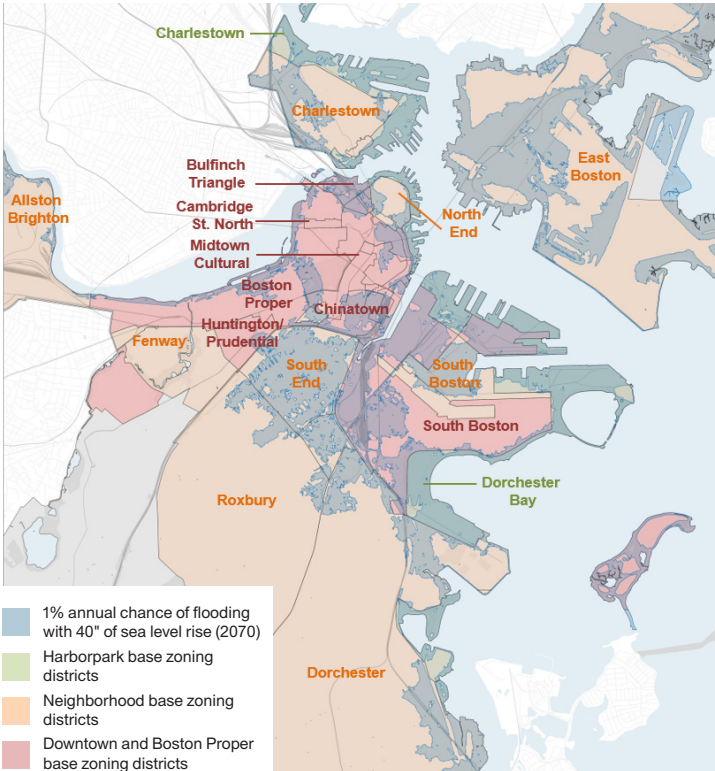 Charlestown
Charlestown
East
Boston
Bulfinch
Triangle
Allston
Brighton
Cambridge
St. North
North
End
Midtown
Cultural
Boston
Proper
Chinatown
Huntington/
Prudential
Fenway
South
End
South
Boston
South Boston
Dorchester
Bay
Roxbury
Dorchester
1% annual chance of flooding
with 40" of sea level rise (2070)
Harborpark base zoning
districts
Neighborhood base zoning
districts
Downtown and Boston Proper
base zoning districts